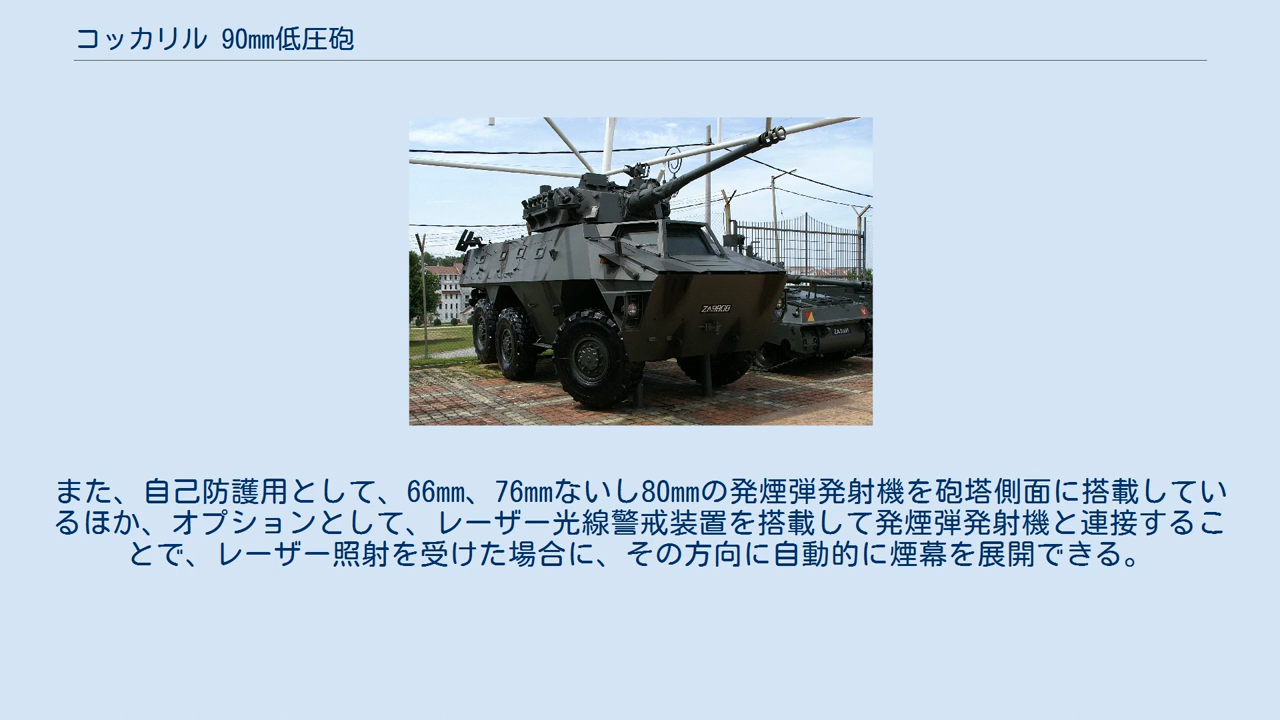 コッカリル 90mm低圧砲
ZA9808
また、自己防護用として、66mm、76mmないし80mmの発煙弾発射機を砲塔側面に搭載してい
るほか、オプションとして、レーザー光線警戒装置を搭載して発煙弾発射機と連接するこ
とで、レーザー照射を受けた場合に、その方向に自動的に煙幕を展開できる。